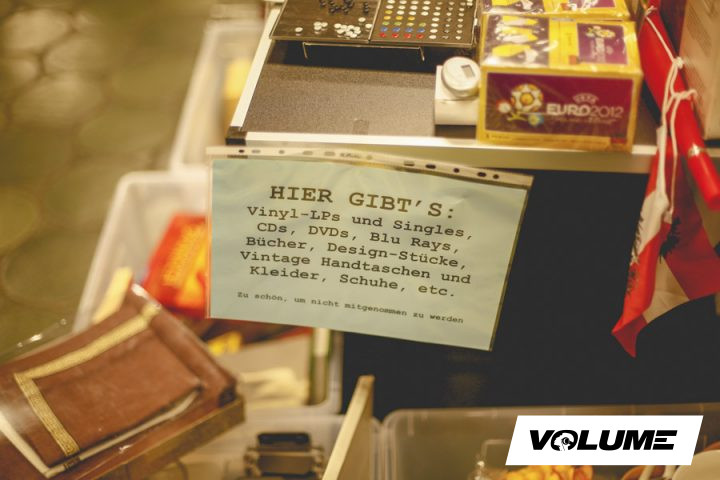 UEFA
EURO2012
HIER GIBT'S:
Vinyl-LPs und Singles,
CDs, DVDs, Blu Rays,
Bücher, Design-Stücke,
Vintage Handtaschen und
Kleider, Schuhe, etc.
Zu schön, um nicht mitgenommen zu werden
VOLUME